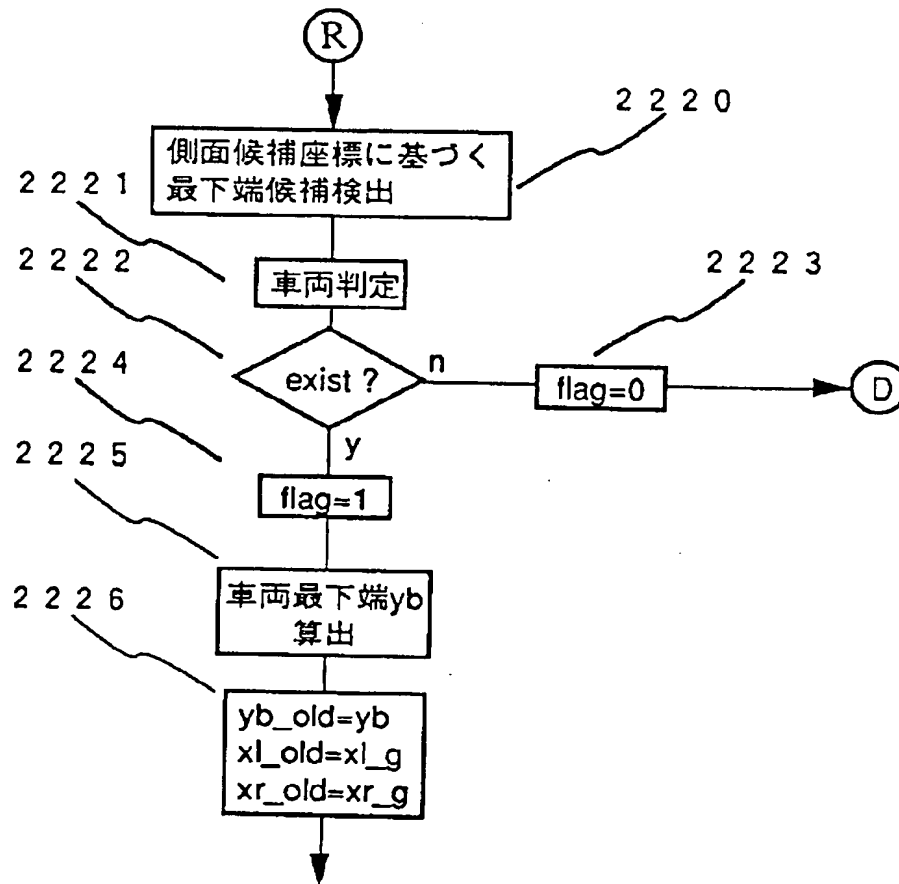 R
2220
側面候補座標に基づく
最下端候補検出
2221
車両判定
2222
2223
exist ?
n
flag=0
D
y
2224
flag=1
2225
車両最下端yb
算出
2226
yb_old=yb
xl_old=xl_g
xr_old=xr_g